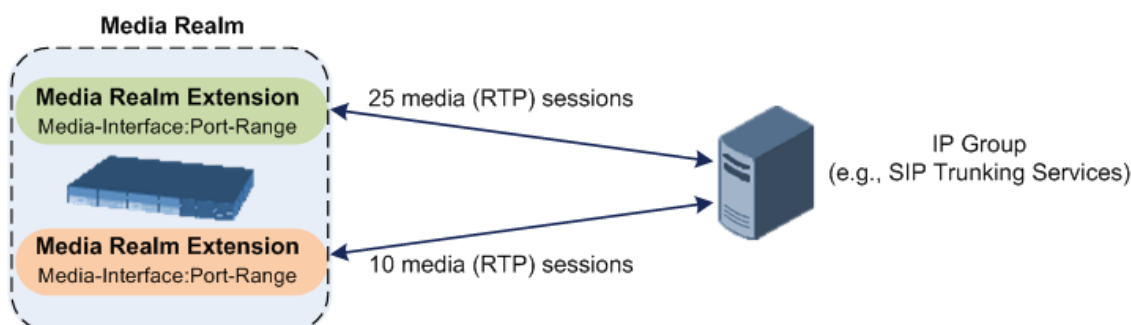 Media Realm
Media Realm Extension
Media-Interface:Port-Range
25 media (RTP) sessions
IP Group
(e.g., SIP Trunking Services)
Media Realm Extension
Media-Interface:Port-Range
10 media (RTP) sessions